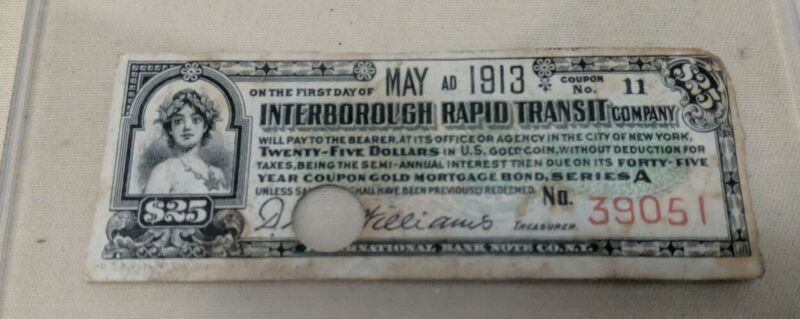 ON THE FIRST DAY OF MAY AD 1913 COUPON No. 11
$25
INTERBOROUGH RAPID TRANSIT COMPANY
WILL PAY TO THE BEARER, AT ITS OFFICE OR AGENCY IN THE CITY OF NEW YORK,
TWENTY-FIVE DOLLARS IN U.S. GOLD COIN, WITHOUT DEDUCTION FOR
TAXES, BEING THE SEMI-ANNUAL INTEREST THEN DUE ON ITS FORTY-FIVE
YEAR COUPON GOLD MORTGAGE BOND, SERIES A
UNLESS SHALL HAVE BEEN PREVIOUSLY REDEEMED. No. 39051
$25
D. Williams TREASURER.
BANK NOTE CO. N.Y.